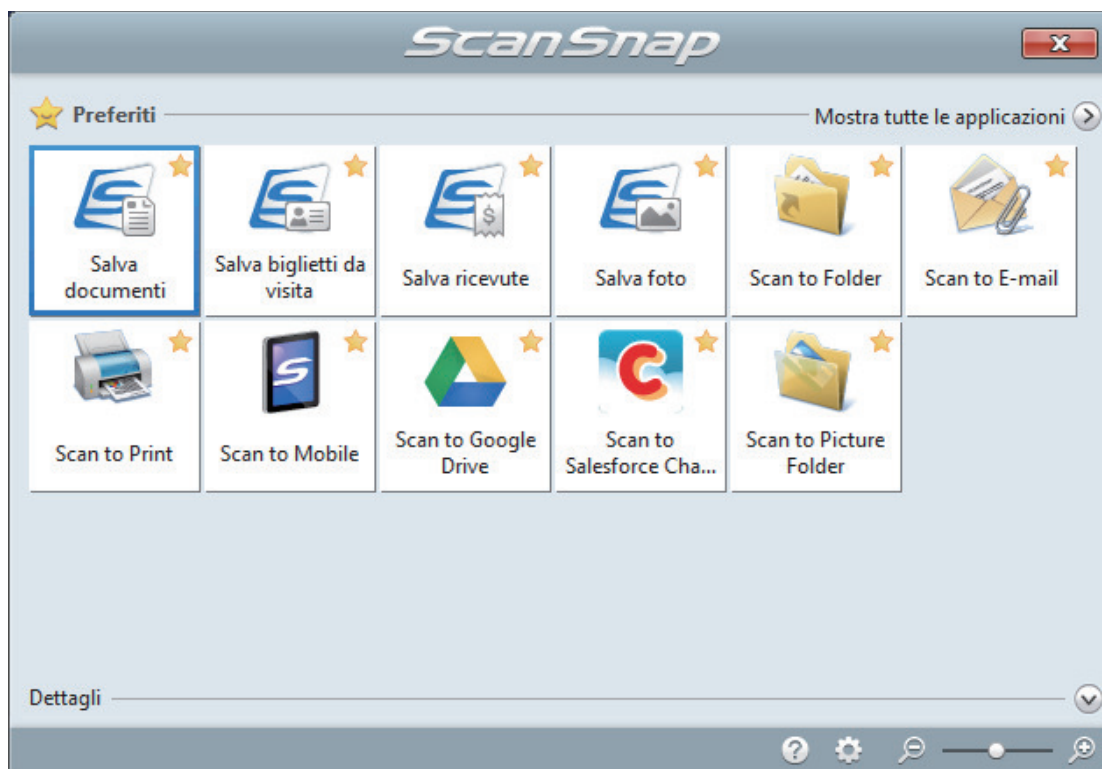 ScanSnap
Preferiti
Mostra tutte le applicazioni
Salva
documenti
Salva biglietti da
visita
Salva ricevute
Salva foto
Scan to Folder
Scan to E-mail
Scan to Print
Scan to Mobile
Scan to Google
Drive
Scan to
Salesforce Cha...
Scan to Picture
Folder
Dettagli